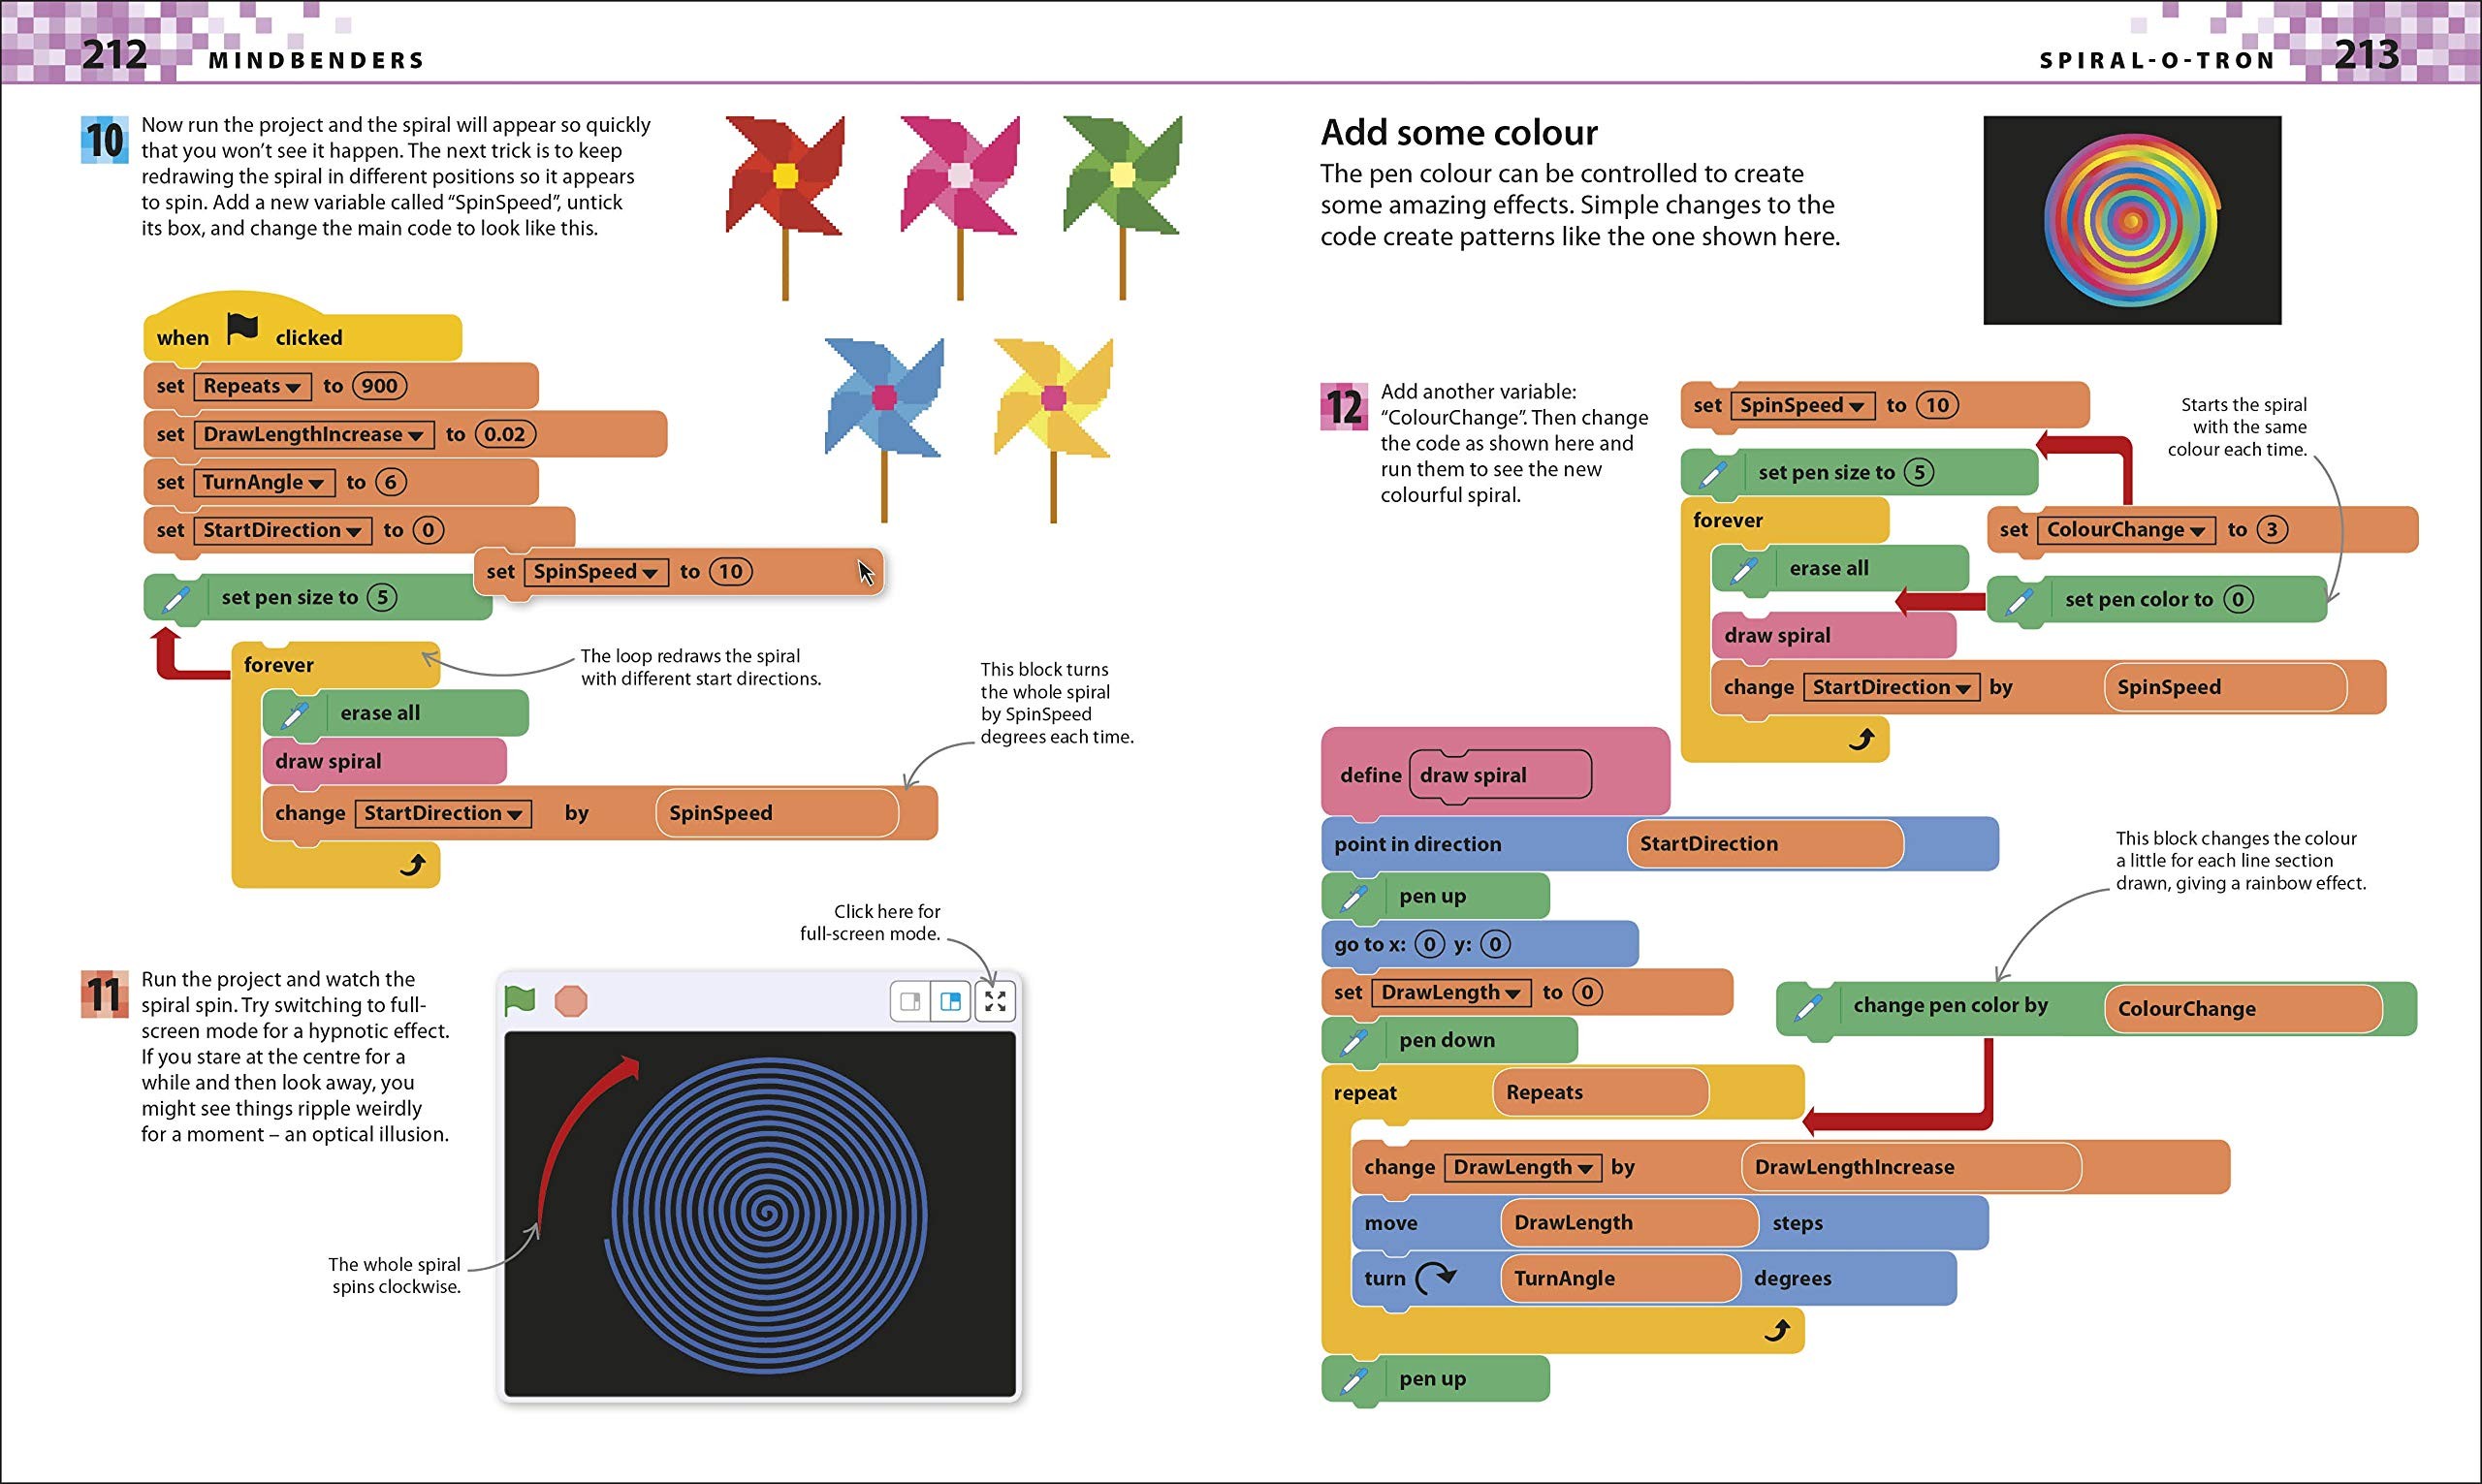 212 MINDBENDERS
10
Now run the project and the spiral will appear so quickly
that you won't see it happen. The next trick is to keep
redrawing the spiral in different positions so it appears
to spin. Add a new variable called “SpinSpeed”, untick
its box, and change the main code to look like this.
when clicked
set Repeats to 900
set DrawLengthIncrease to 0.02
set TurnAngle to 6
set StartDirection to 0
set SpinSpeed to 10
set pen size to 5
forever
The loop redraws the spiral
with different start directions.
erase all
draw spiral
change StartDirection by SpinSpeed
This block turns
the whole spiral
by SpinSpeed
degrees each time.
11
Run the project and watch the
spiral spin. Try switching to full-
screen mode for a hypnotic effect.
If you stare at the centre for a
while and then look away, you
might see things ripple weirdly
for a moment – an optical illusion.
Click here for
full-screen mode.
The whole spiral
spins clockwise.
SPIRAL-O-TRON 213
Add some colour
The pen colour can be controlled to create
some amazing effects. Simple changes to the
code create patterns like the one shown here.
12
Add another variable:
“ColourChange”. Then change
the code as shown here and
run them to see the new
colourful spiral.
set SpinSpeed to 10
set pen size to 5
forever
erase all
draw spiral
change StartDirection by SpinSpeed
Starts the spiral
with the same
colour each time.
set ColourChange to 3
set pen color to 0
define draw spiral
point in direction StartDirection
pen up
go to x: 0 y: 0
set DrawLength to 0
pen down
repeat Repeats
change DrawLength by DrawLengthIncrease
move DrawLength steps
turn TurnAngle degrees
pen up
This block changes the colour
a little for each line section
drawn, giving a rainbow effect.
change pen color by ColourChange